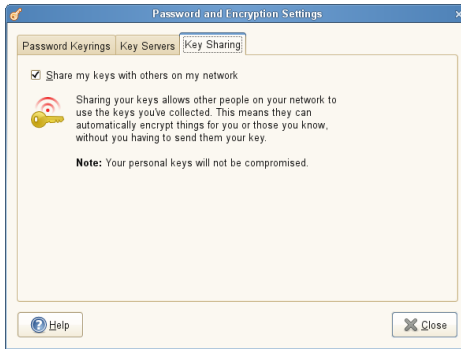 Password and Encryption Settings
Password Keyrings
Key Servers
Key Sharing
Share my keys with others on my network
Sharing your keys allows other people on your network to
use the keys you've collected. This means they can
automatically encrypt things for you or those you know,
without you having to send them your key.
Note: Your personal keys will not be compromised.
Help
Close